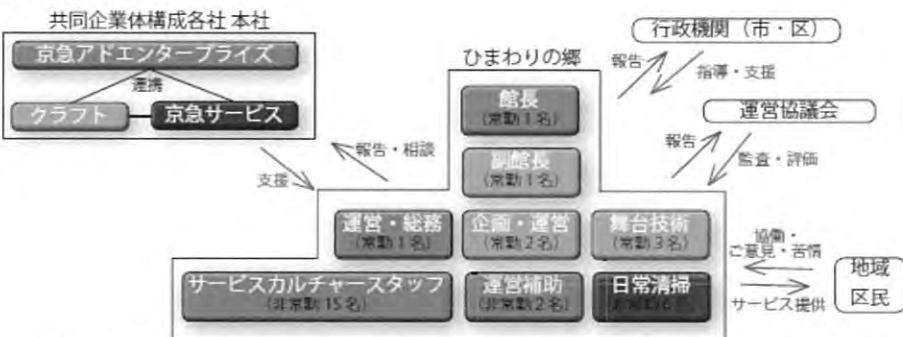 共同企業体構成各社 本社
京急アドエンタープライズ
連携
クラフト
京急サービス
ひまわりの郷
館長
(常勤1名)
副館長
(常勤1名)
運営・総務
(常勤1名)
企画・運営
(常勤2名)
舞台技術
(常勤3名)
サービスカルチャースタッフ
(非常勤15名)
運営補助
(非常勤2名)
日常清掃
(非常勤6名)
支援
報告・相談
行政機関(市・区)
報告
指導・支援
運営協議会
報告
監査・評価
協働・
ご意見・苦情
サービス提供
地域
区民